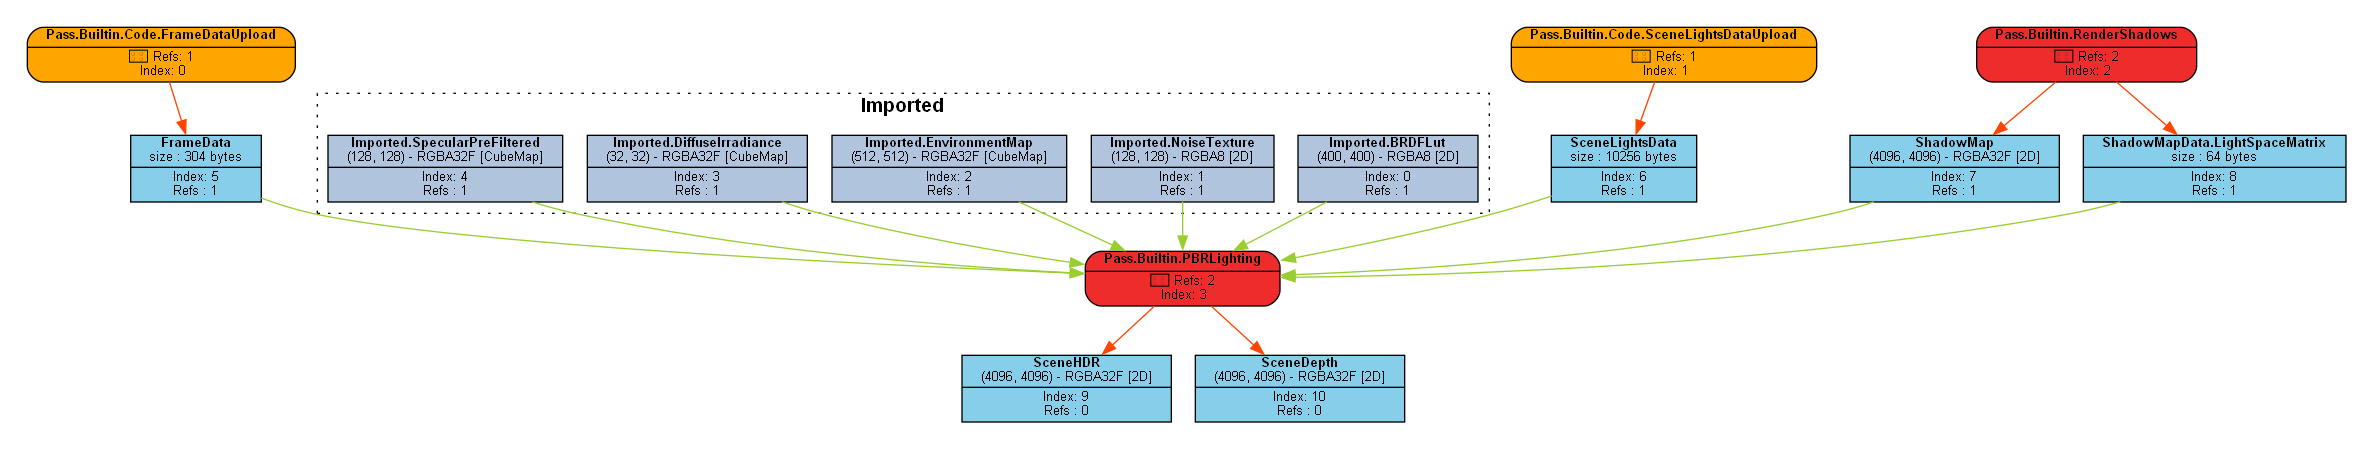 Pass.Builtin.Code.FrameDataUpload
Refs: 1
Index: 0
Pass.Builtin.Code.SceneLightsDataUpload
Refs: 1
Index: 1
Pass.Builtin.RenderShadows
Refs: 2
Index: 2
Imported
FrameData
size : 304 bytes
Index: 5
Refs : 1
Imported.SpecularPreFiltered
(128, 128) - RGBA32F [CubeMap]
Index: 4
Refs : 1
Imported.DiffuseIrradiance
(32, 32) - RGBA32F [CubeMap]
Index: 3
Refs : 1
Imported.EnvironmentMap
(512, 512) - RGBA32F [CubeMap]
Index: 2
Refs : 1
Imported.NoiseTexture
(128, 128) - RGBA8 [2D]
Index: 1
Refs : 1
Imported.BRDFLut
(400, 400) - RGBA8 [2D]
Index: 0
Refs : 1
SceneLightsData
size : 10256 bytes
Index: 6
Refs : 1
ShadowMap
(4096, 4096) - RGBA32F [2D]
Index: 7
Refs : 1
ShadowMapData.LightSpaceMatrix
size : 64 bytes
Index: 8
Refs : 1
Pass.Builtin.PBRLighting
Refs: 2
Index: 3
SceneHDR
(4096, 4096) - RGBA32F [2D]
Index: 9
Refs : 0
SceneDepth
(4096, 4096) - RGBA32F [2D]
Index: 10
Refs : 0